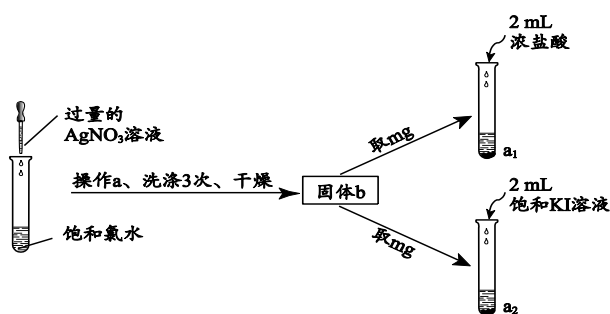 过量的
AgNO₃溶液
饱和氯水
操作a、洗涤3次、干燥
固体b
取mg
2 mL
浓盐酸
a₁
取mg
2 mL
饱和KI溶液
a₂